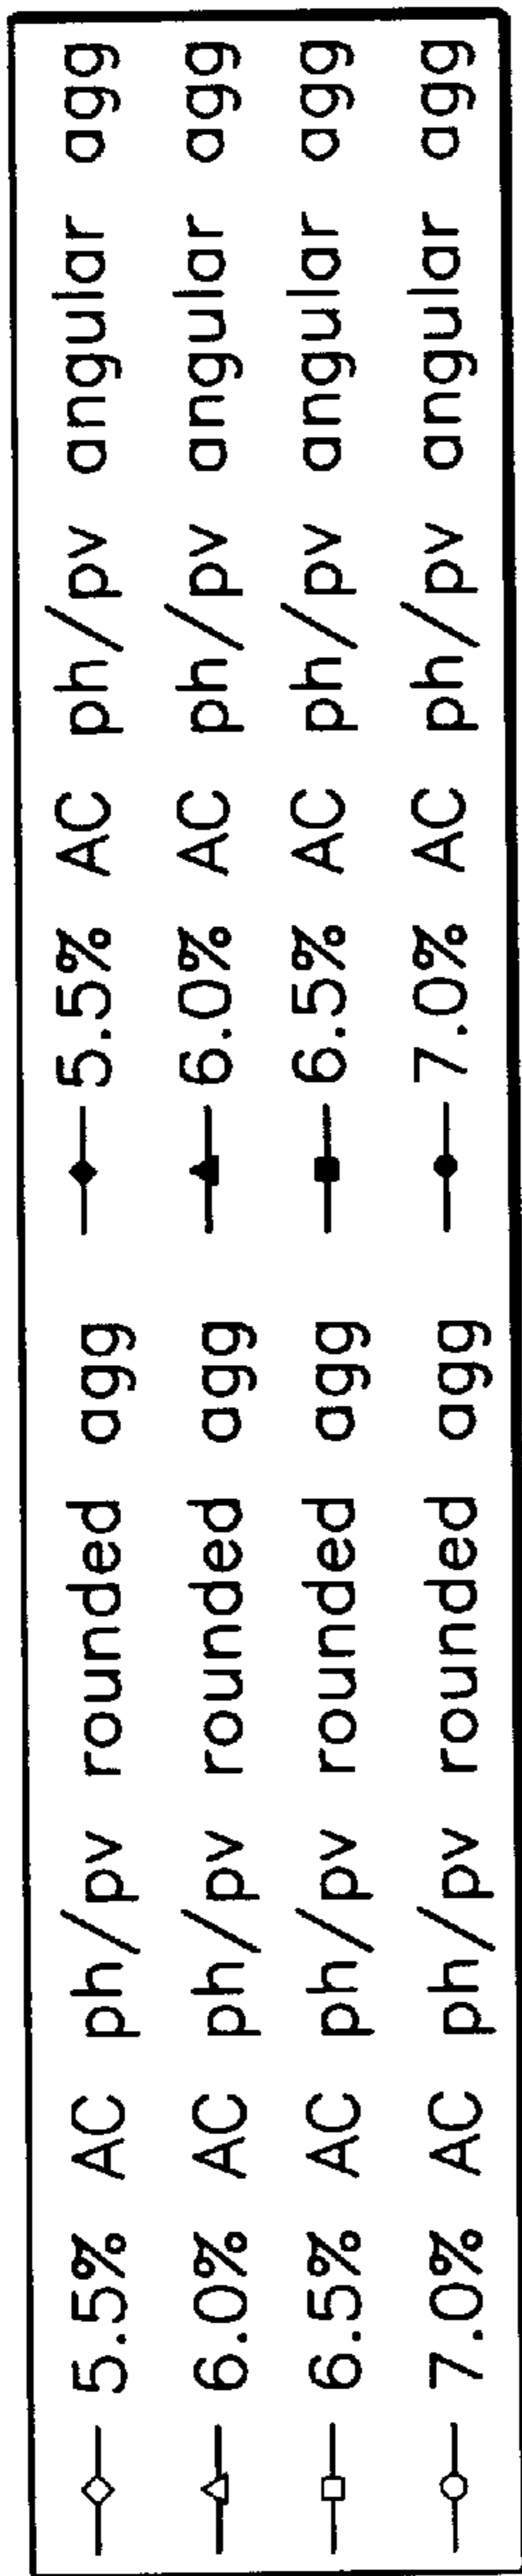 5.5% AC ph/pv rounded agg 5.5% AC ph/pv angular agg
6.0% AC ph/pv rounded agg 6.0% AC ph/pv angular agg
6.5% AC ph/pv rounded agg 6.5% AC ph/pv angular agg
7.0% AC ph/pv rounded agg 7.0% AC ph/pv angular agg